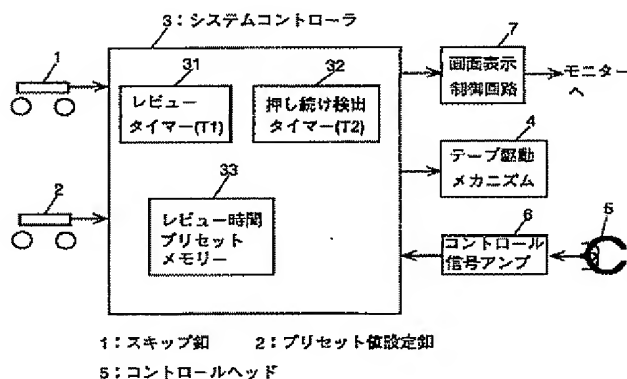 3：システムコントローラ
1
31
レビュー
タイマー(T1)
32
押し続け検出
タイマー(T2)
7
画面表示
制御回路
モニター
へ
4
テープ駆動
メカニズム
2
33
レビュー時間
プリセット
メモリー
6
コントロール
信号アンプ
5
1：スキップ釦　2：プリセット値設定釦
5：コントロールヘッド